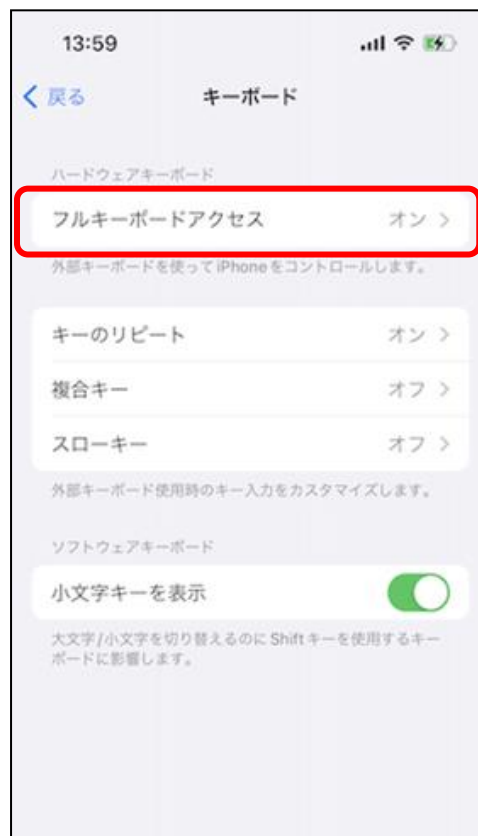 13:59
戻る
キーボード
ハードウェアキーボード
フルキーボードアクセス オン
外部キーボードを使ってiPhoneをコントロールします。
キーのリピート オン
複合キー オフ
スローキー オフ
外部キーボード使用時のキー入力をカスタマイズします。
ソフトウェアキーボード
小文字キーを表示
大文字/小文字を切り替えるのにShiftキーを使用するキー
ボードに影響します。